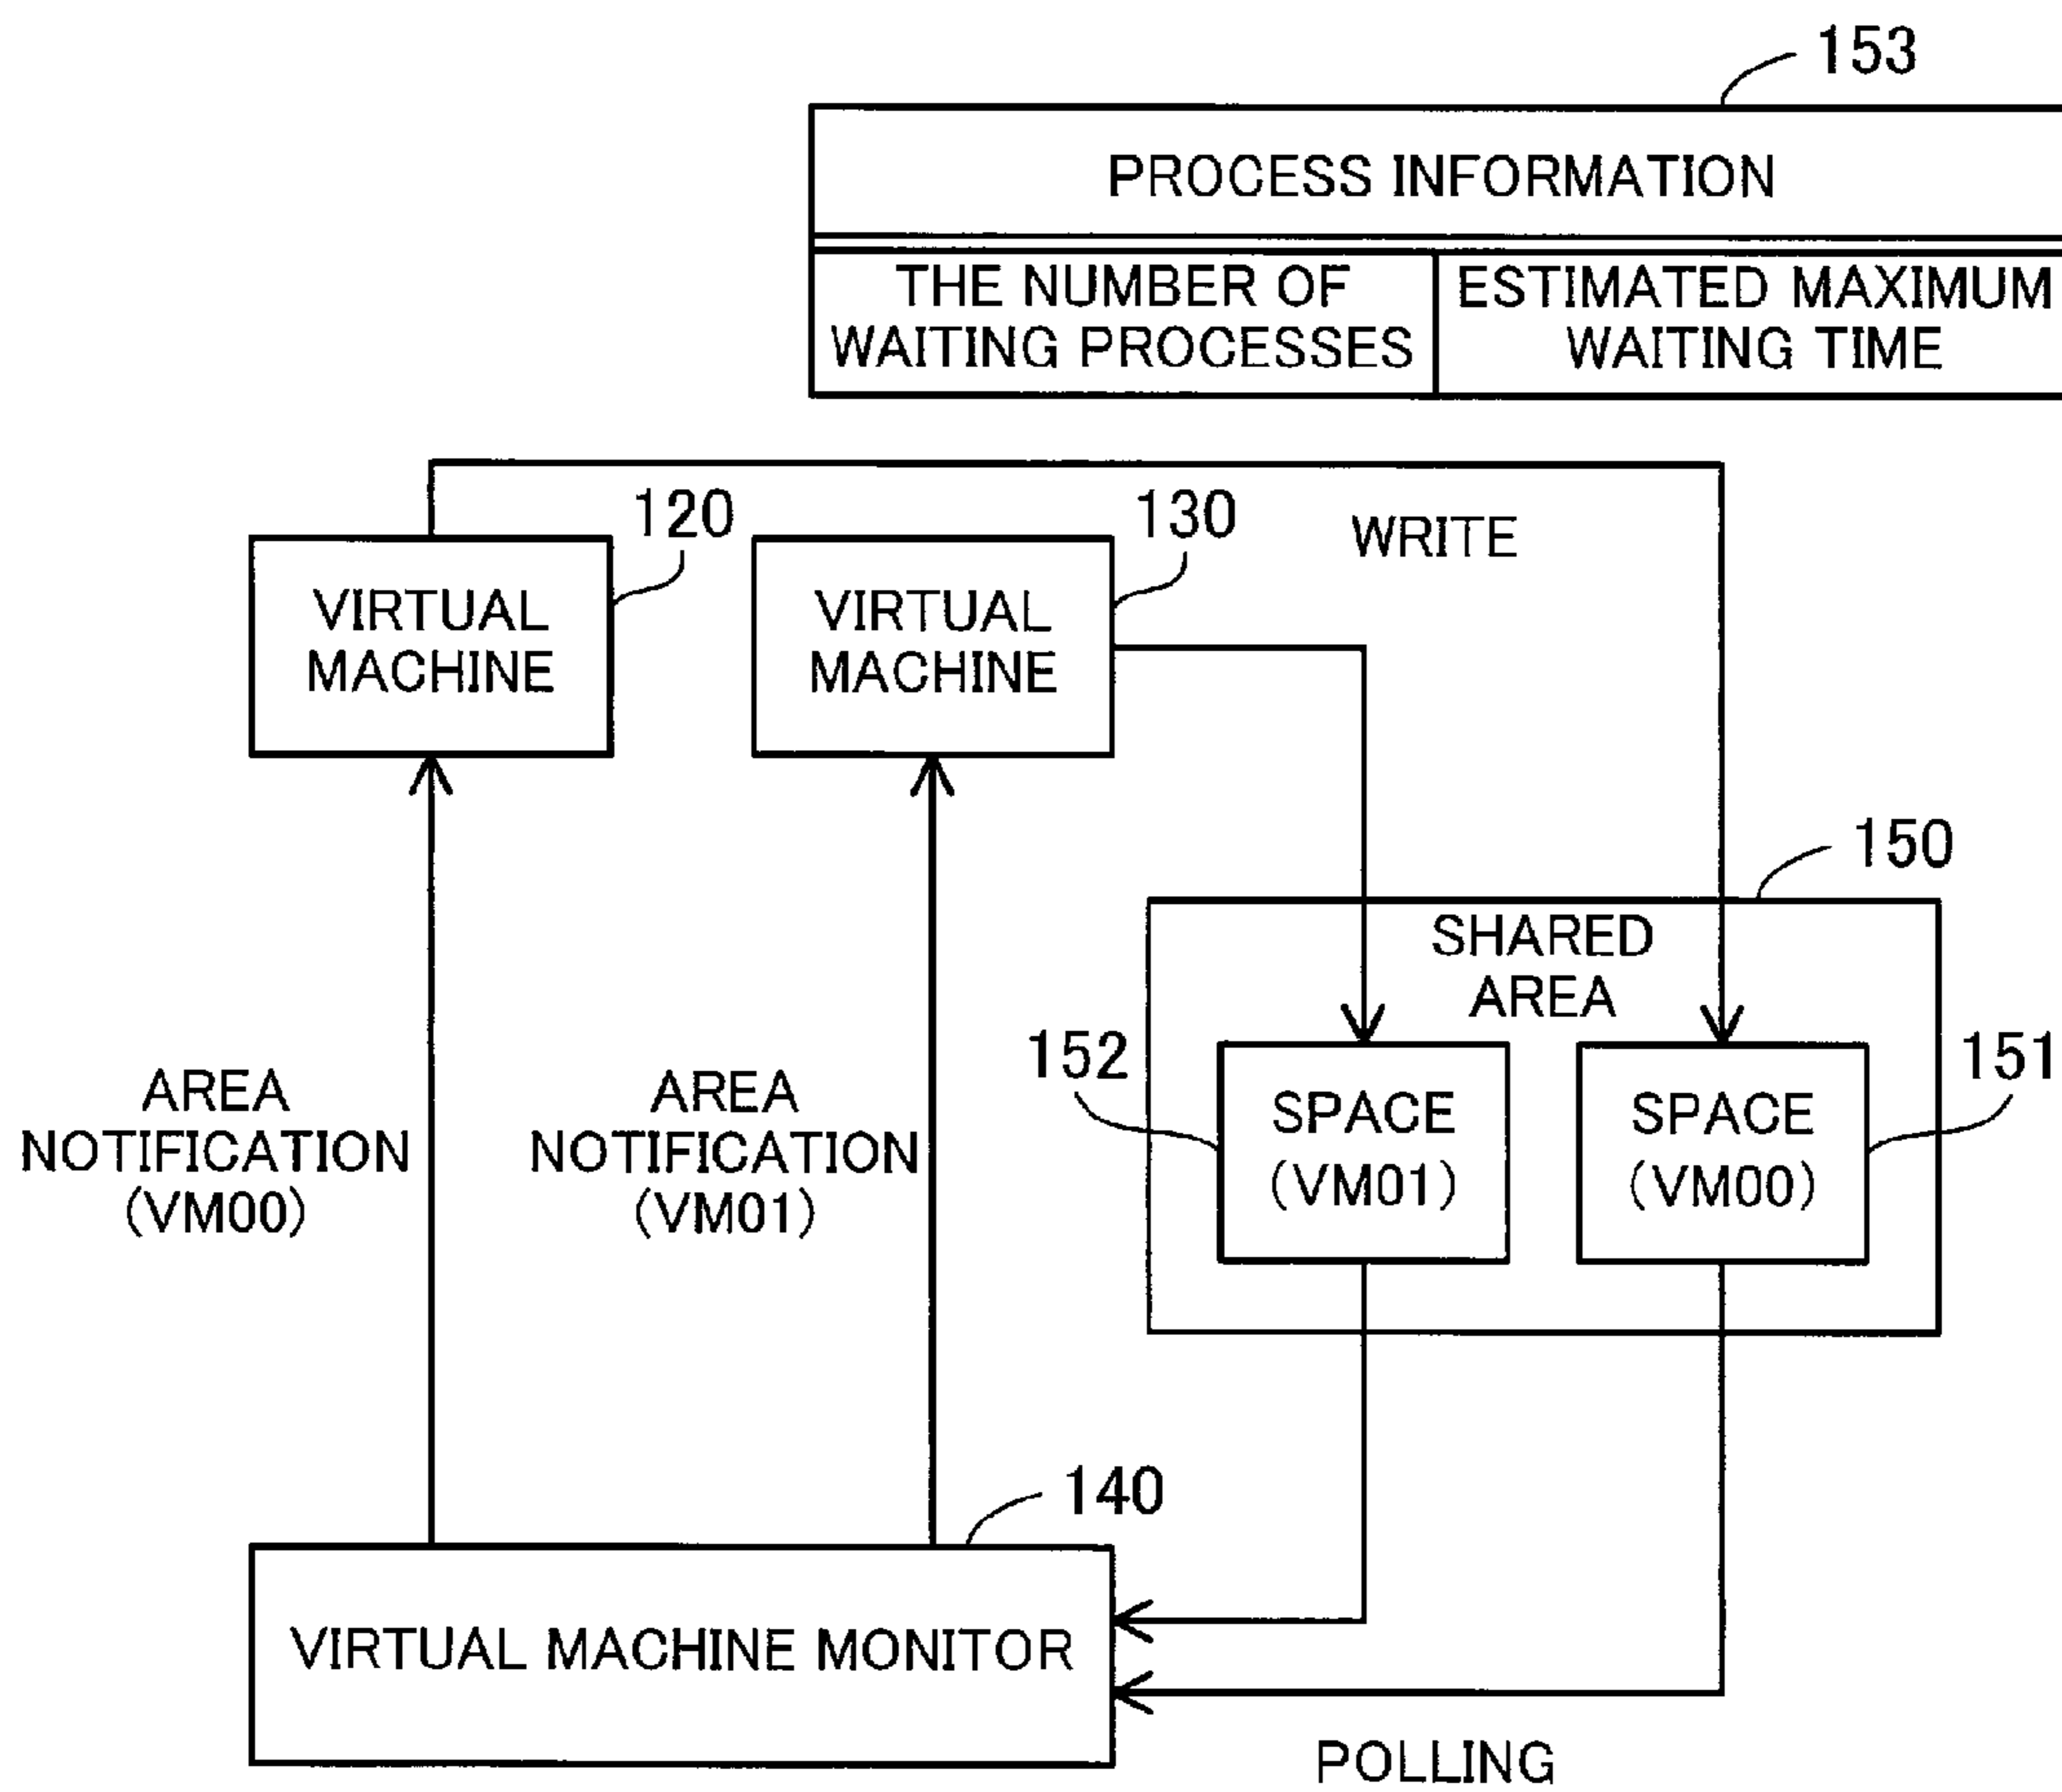 153
PROCESS INFORMATION
THE NUMBER OF
WAITING PROCESSES
ESTIMATED MAXIMUM
WAITING TIME
120
130
WRITE
VIRTUAL
MACHINE
VIRTUAL
MACHINE
150
SHARED
AREA
152
151
SPACE
(VM01)
SPACE
(VM00)
AREA
NOTIFICATION
(VM00)
AREA
NOTIFICATION
(VM01)
140
VIRTUAL MACHINE MONITOR
POLLING